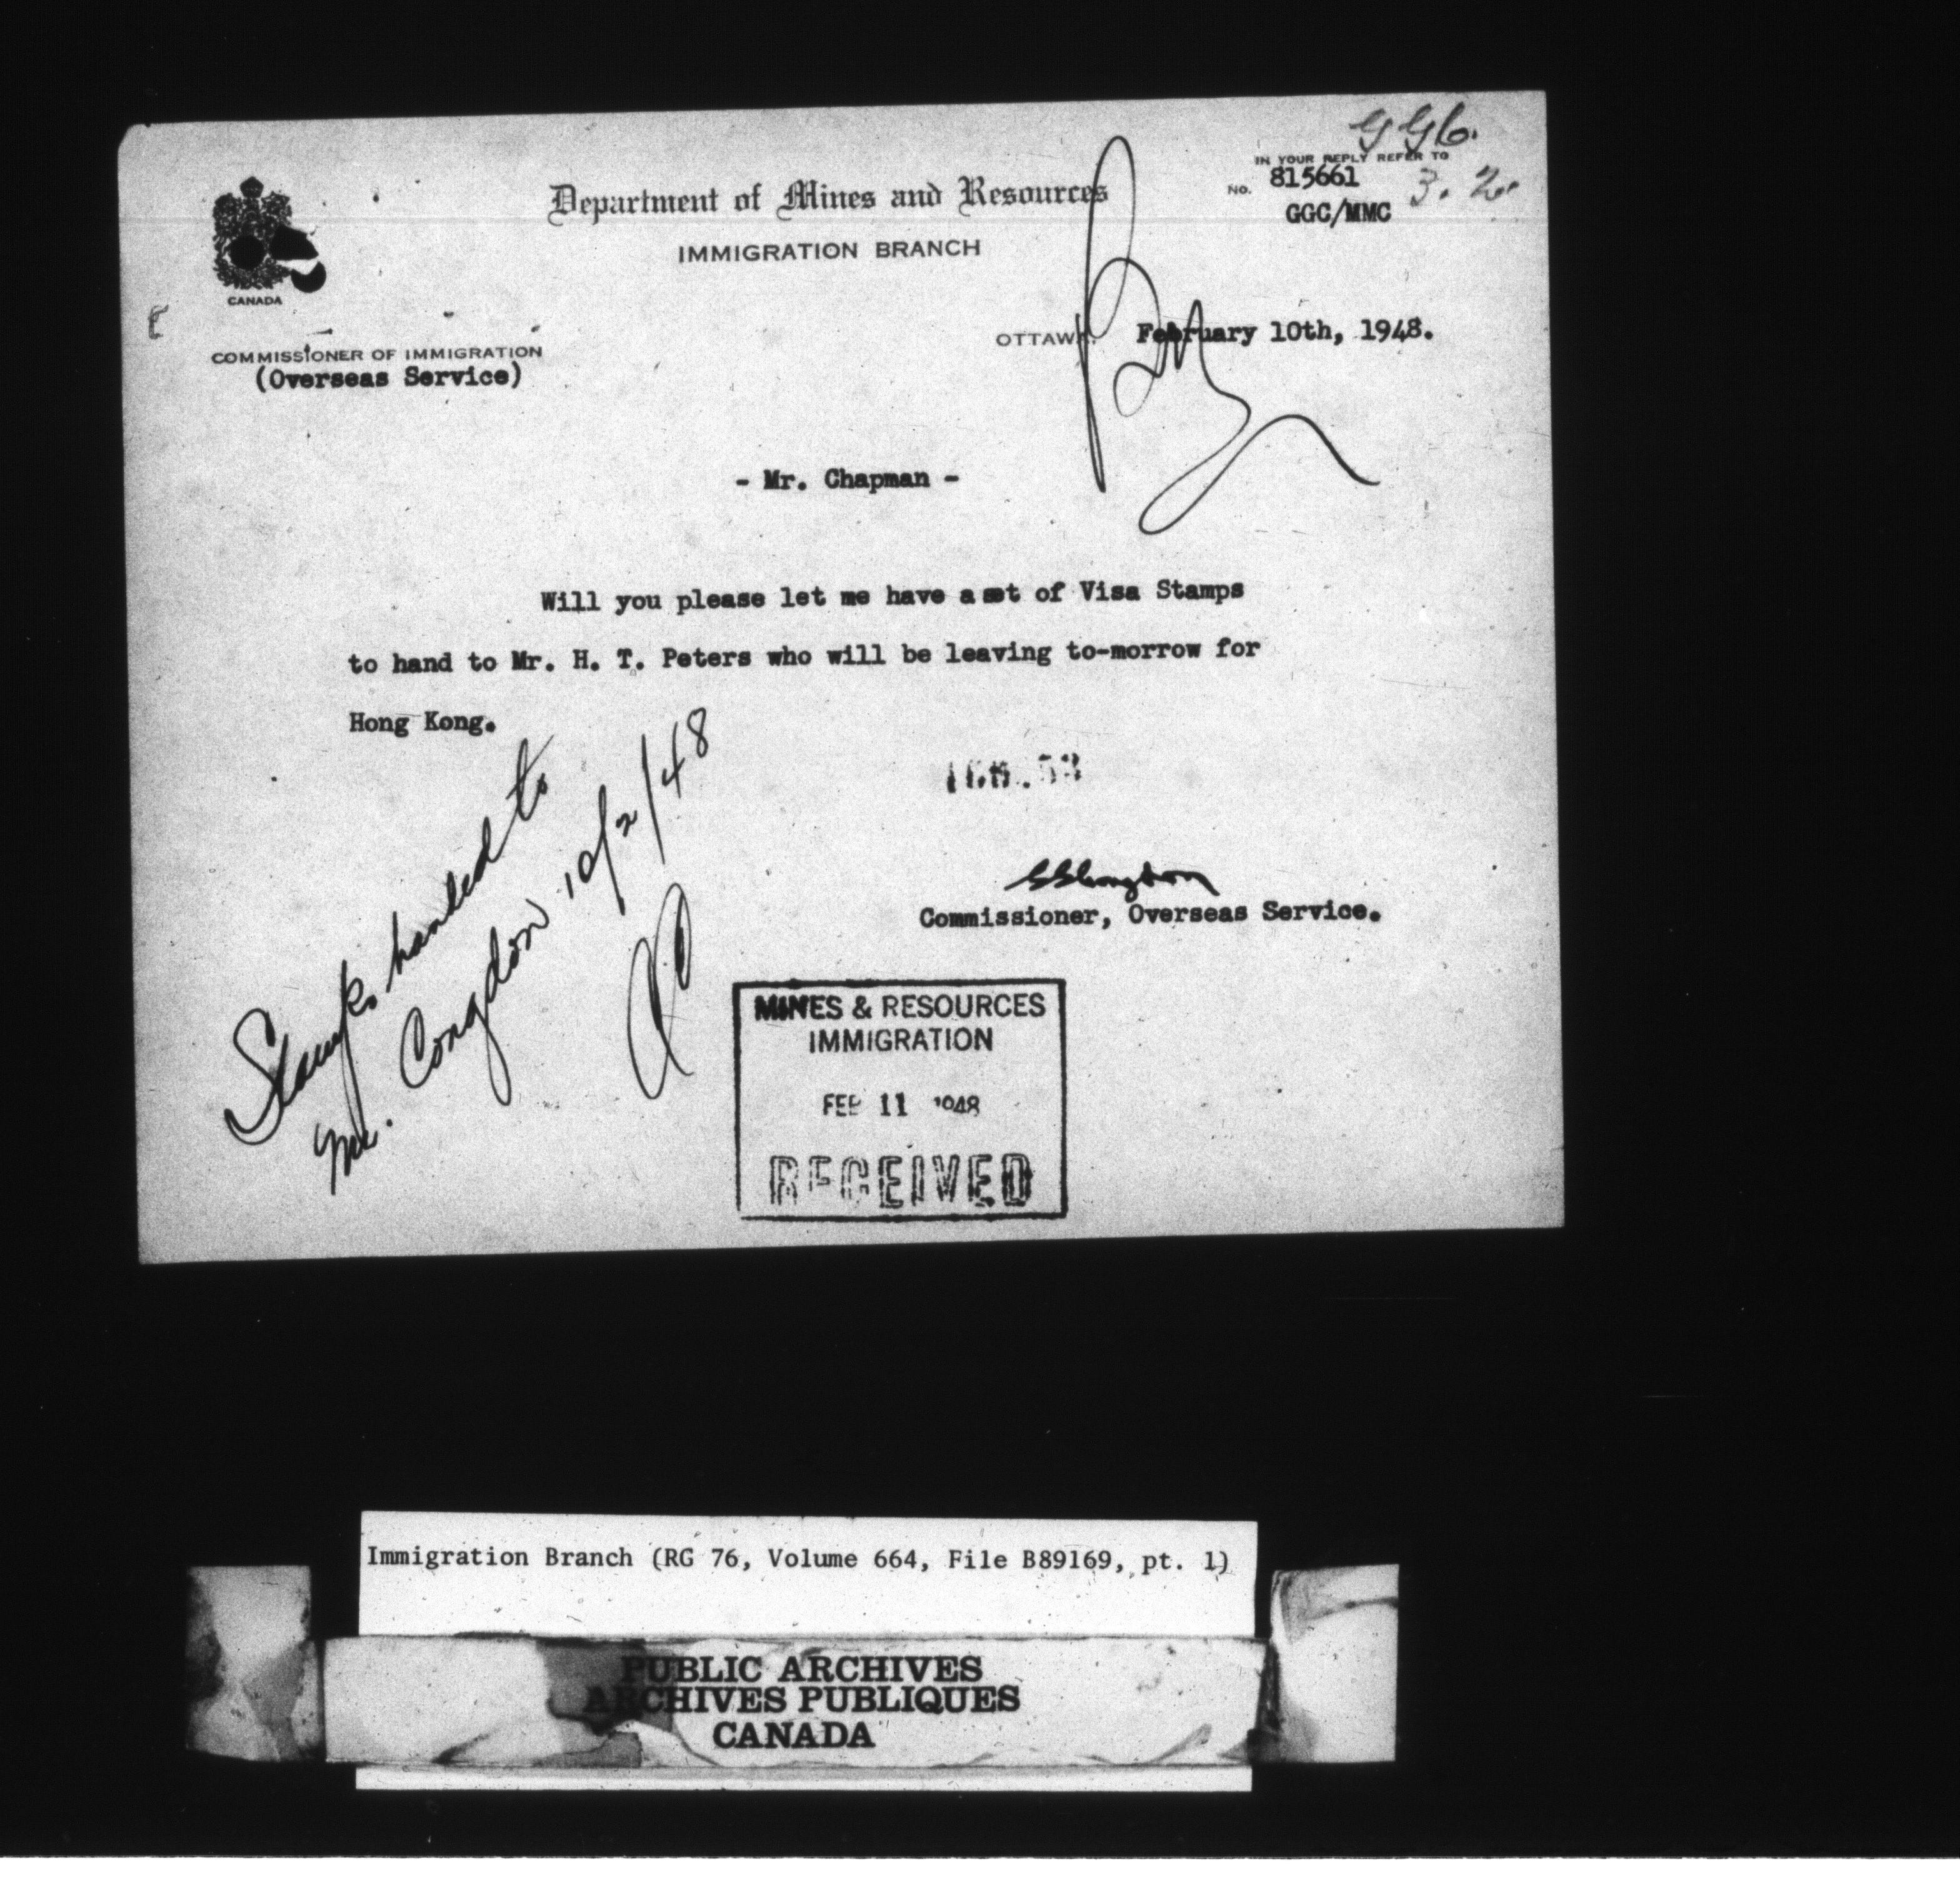 IN YOUR REPLY REFER TO
No. 815661
GGC/MMC
Department of Mines and Resources
IMMIGRATION BRANCH
CANADA
OTTAWA, February 10th, 1948.
COMMISSIONER OF IMMIGRATION
(Overseas Service)
- Mr. Chapman -
Will you please let me have a set of Visa Stamps
to hand to Mr. H. T. Peters who will be leaving to-morrow for
Hong Kong.
Commissioner, Overseas Service.
Stamps handed to
Mr. Congdon 10/2/48
MINES & RESOURCES
IMMIGRATION
FEB 11 1948
RECEIVED
Immigration Branch (RG 76, Volume 664, File B89169, pt. 1)
PUBLIC ARCHIVES
ARCHIVES PUBLIQUES
CANADA